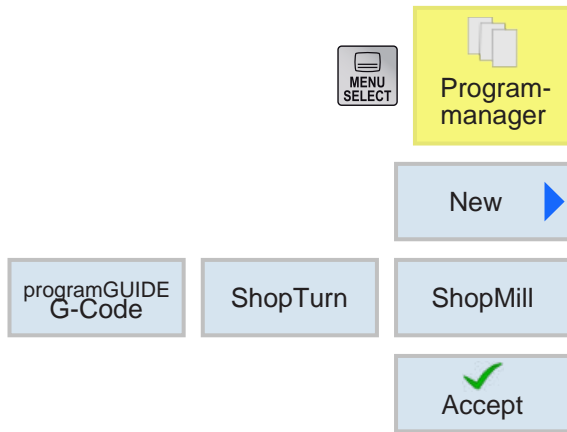 MENU
SELECT
Program-
manager
New
programGUIDE
G-Code
ShopTurn
ShopMill
Accept